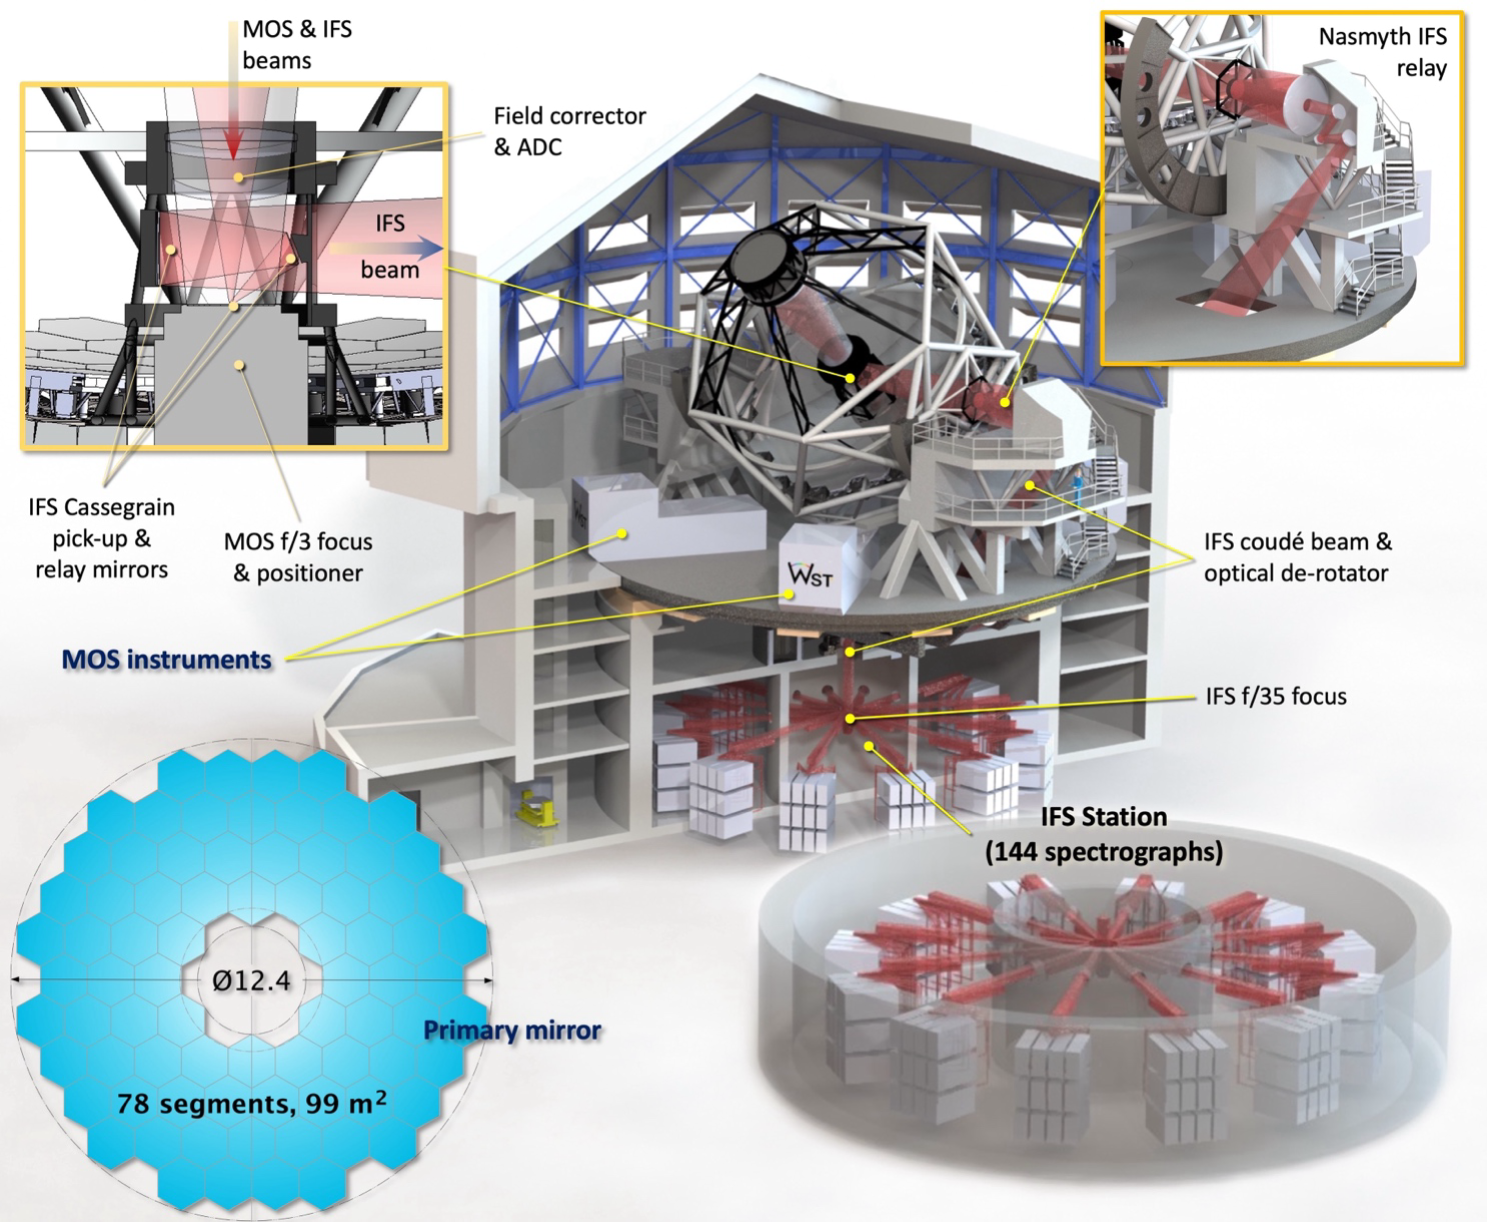 MOS & IFS
beams
Nasmyth IFS
relay
Field corrector
& ADC
IFS
beam
IFS Cassegrain
pick-up &
relay mirrors
MOS f/3 focus
& positioner
WST
WST
IFS coudé beam &
optical de-rotator
MOS instruments
IFS f/35 focus
IFS Station
(144 spectrographs)
Ø12.4
Primary mirror
78 segments, 99 m²